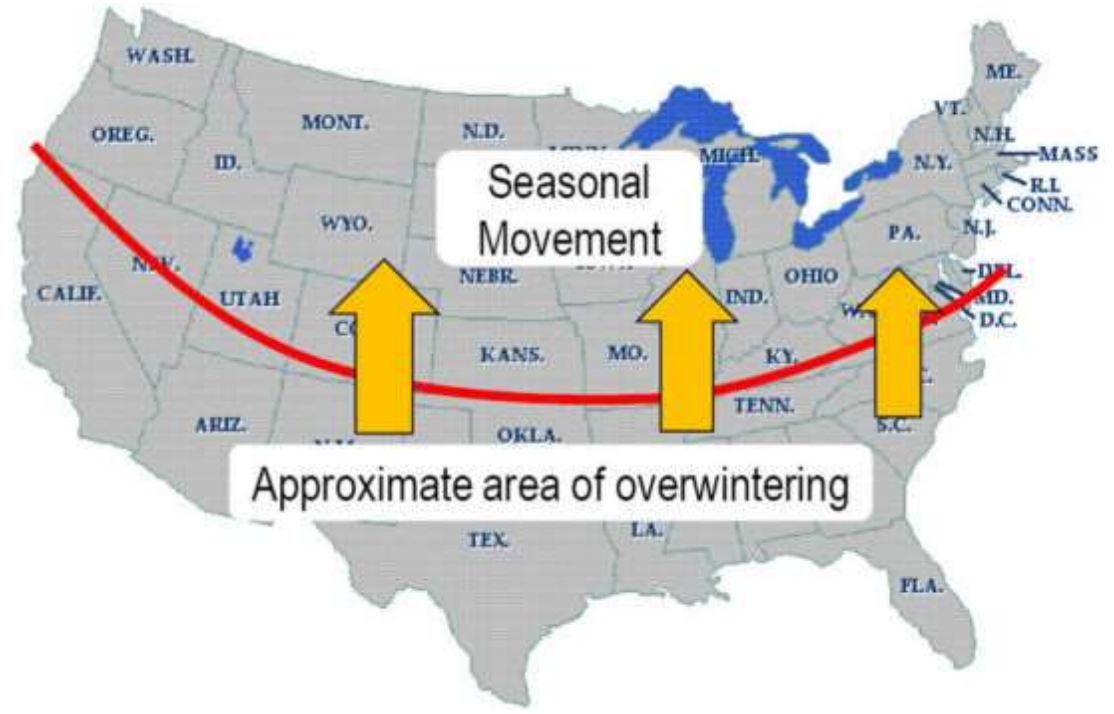 WASH.
ME.
MONT.
VT.
N.D.
OREG.
N.H.
MICH.
MASS
ID.
N.Y.
Seasonal
Movement
R.I.
CONN.
WYO.
PA.
N.J.
NEBR.
OHIO
DEL.
NEV.
CALIF.
UTAH
IND.
MD.
D.C.
KANS.
MO.
KY.
TENN.
ARIZ.
S.C.
OKLA.
Approximate area of overwintering
TEX.
LA.
FLA.